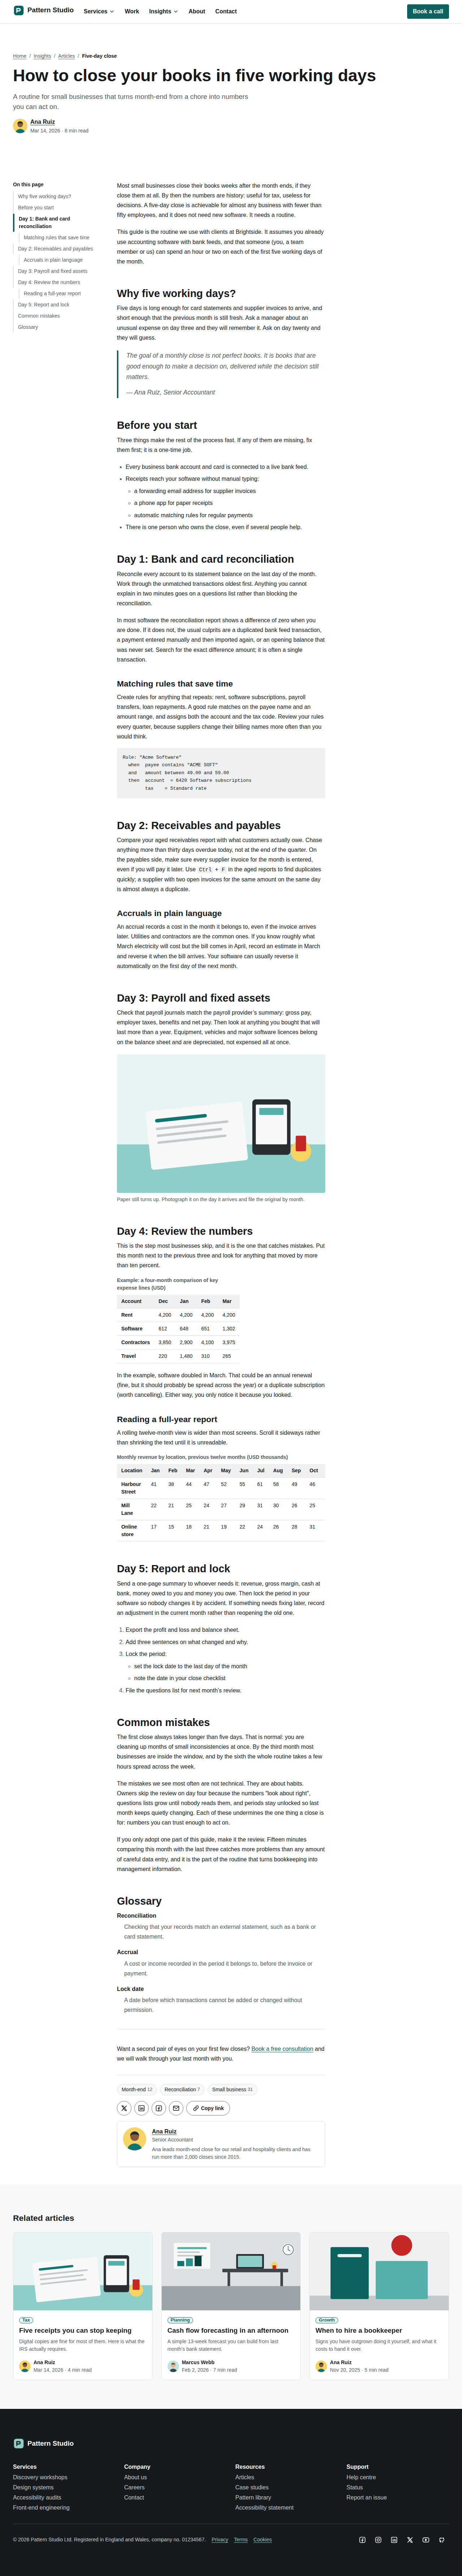 Pattern Studio
Services
Work
Insights
About
Contact
Book a call
Home / Insights / Articles / Five-day close
How to close your books in five working days
A routine for small businesses that turns month-end from a chore into numbers
you can act on.
Ana Ruiz
Mar 14, 2026 · 8 min read
On this page
Why five working days?
Before you start
Day 1: Bank and card
reconciliation
Matching rules that save time
Day 2: Receivables and payables
Accruals in plain language
Day 3: Payroll and fixed assets
Day 4: Review the numbers
Reading a full-year report
Day 5: Report and lock
Common mistakes
Glossary
Most small businesses close their books weeks after the month ends, if they
close them at all. By then the numbers are history: useful for tax, useless for
decisions. A five-day close is achievable for almost any business with fewer than
fifty employees, and it does not need new software. It needs a routine.
This guide is the routine we use with clients at Brightside. It assumes you already
use accounting software with bank feeds, and that someone (you, a team
member or us) can spend an hour or two on each of the first five working days of
the month.
Why five working days?
Five days is long enough for card statements and supplier invoices to arrive, and
short enough that the previous month is still fresh. Ask a manager about an
unusual expense on day three and they will remember it. Ask on day twenty and
they will guess.
The goal of a monthly close is not perfect books. It is books that are
good enough to make a decision on, delivered while the decision still
matters.
— Ana Ruiz, Senior Accountant
Before you start
Three things make the rest of the process fast. If any of them are missing, fix
them first; it is a one-time job.
• Every business bank account and card is connected to a live bank feed.
• Receipts reach your software without manual typing:
◦ a forwarding email address for supplier invoices
◦ a phone app for paper receipts
◦ automatic matching rules for regular payments
• There is one person who owns the close, even if several people help.
Day 1: Bank and card reconciliation
Reconcile every account to its statement balance on the last day of the month.
Work through the unmatched transactions oldest first. Anything you cannot
explain in two minutes goes on a questions list rather than blocking the
reconciliation.
In most software the reconciliation report shows a difference of zero when you
are done. If it does not, the usual culprits are a duplicated bank feed transaction,
a payment entered manually and then imported again, or an opening balance that
was never set. Search for the exact difference amount; it is often a single
transaction.
Matching rules that save time
Create rules for anything that repeats: rent, software subscriptions, payroll
transfers, loan repayments. A good rule matches on the payee name and an
amount range, and assigns both the account and the tax code. Review your rules
every quarter, because suppliers change their billing names more often than you
would think.
Rule: "Acme Software"
when payee contains "ACME SOFT"
and amount between 40.00 and 59.00
then account = 6420 Software subscriptions
tax = Standard rate
Day 2: Receivables and payables
Compare your aged receivables report with what customers actually owe. Chase
anything more than thirty days overdue today, not at the end of the quarter. On
the payables side, make sure every supplier invoice for the month is entered,
even if you will pay it later. Use Ctrl + F in the aged reports to find duplicates
quickly; a supplier with two open invoices for the same amount on the same day
is almost always a duplicate.
Accruals in plain language
An accrual records a cost in the month it belongs to, even if the invoice arrives
later. Utilities and contractors are the common ones. If you know roughly what
March electricity will cost but the bill comes in April, record an estimate in March
and reverse it when the bill arrives. Your software can usually reverse it
automatically on the first day of the next month.
Day 3: Payroll and fixed assets
Check that payroll journals match the payroll provider's summary: gross pay,
employer taxes, benefits and net pay. Then look at anything you bought that will
last more than a year. Equipment, vehicles and major software licences belong
on the balance sheet and are depreciated, not expensed all at once.
Paper still turns up. Photograph it on the day it arrives and file the original by month.
Day 4: Review the numbers
This is the step most businesses skip, and it is the one that catches mistakes. Put
this month next to the previous three and look for anything that moved by more
than ten percent.
Example: a four-month comparison of key
expense lines (USD)
Account Dec Jan Feb Mar
Rent 4,200 4,200 4,200 4,200
Software 612 648 651 1,302
Contractors 3,850 2,900 4,100 3,975
Travel 220 1,480 310 265
In the example, software doubled in March. That could be an annual renewal
(fine, but it should probably be spread across the year) or a duplicate subscription
(worth cancelling). Either way, you only notice it because you looked.
Reading a full-year report
A rolling twelve-month view is wider than most screens. Scroll it sideways rather
than shrinking the text until it is unreadable.
Monthly revenue by location, previous twelve months (USD thousands)
Location Jan Feb Mar Apr May Jun Jul Aug Sep Oct
Harbour
Street 41 38 44 47 52 55 61 58 49 46
Mill
Lane 22 21 25 24 27 29 31 30 26 25
Online
store 17 15 18 21 19 22 24 26 28 31
Day 5: Report and lock
Send a one-page summary to whoever needs it: revenue, gross margin, cash at
bank, money owed to you and money you owe. Then lock the period in your
software so nobody changes it by accident. If something needs fixing later, record
an adjustment in the current month rather than reopening the old one.
1. Export the profit and loss and balance sheet.
2. Add three sentences on what changed and why.
3. Lock the period:
◦ set the lock date to the last day of the month
◦ note the date in your close checklist
4. File the questions list for next month's review.
Common mistakes
The first close always takes longer than five days. That is normal: you are
cleaning up months of small inconsistencies at once. By the third month most
businesses are inside the window, and by the sixth the whole routine takes a few
hours spread across the week.
The mistakes we see most often are not technical. They are about habits.
Owners skip the review on day four because the numbers "look about right",
questions lists grow until nobody reads them, and periods stay unlocked so last
month keeps quietly changing. Each of these undermines the one thing a close is
for: numbers you can trust enough to act on.
If you only adopt one part of this guide, make it the review. Fifteen minutes
comparing this month with the last three catches more problems than any amount
of careful data entry, and it is the part of the routine that turns bookkeeping into
management information.
Glossary
Reconciliation
Checking that your records match an external statement, such as a bank or
card statement.
Accrual
A cost or income recorded in the period it belongs to, before the invoice or
payment.
Lock date
A date before which transactions cannot be added or changed without
permission.
Want a second pair of eyes on your first few closes? Book a free consultation and
we will walk through your last month with you.
Month-end 12
Reconciliation 7
Small business 31
Copy link
Ana Ruiz
Senior Accountant
Ana leads month-end close for our retail and hospitality clients and has
run more than 2,000 closes since 2015.
Related articles
Tax
Five receipts you can stop keeping
Digital copies are fine for most of them. Here is what the
IRS actually requires.
Ana Ruiz
Mar 14, 2026 · 4 min read
Planning
Cash flow forecasting in an afternoon
A simple 13-week forecast you can build from last
month's bank statement.
Marcus Webb
Feb 2, 2026 · 7 min read
Growth
When to hire a bookkeeper
Signs you have outgrown doing it yourself, and what it
costs to hand it over.
Ana Ruiz
Nov 20, 2025 · 5 min read
Pattern Studio
Services
Discovery workshops
Design systems
Accessibility audits
Front-end engineering
Company
About us
Careers
Contact
Resources
Articles
Case studies
Pattern library
Accessibility statement
Support
Help centre
Status
Report an issue
© 2026 Pattern Studio Ltd. Registered in England and Wales, company no. 01234567.
Privacy
Terms
Cookies